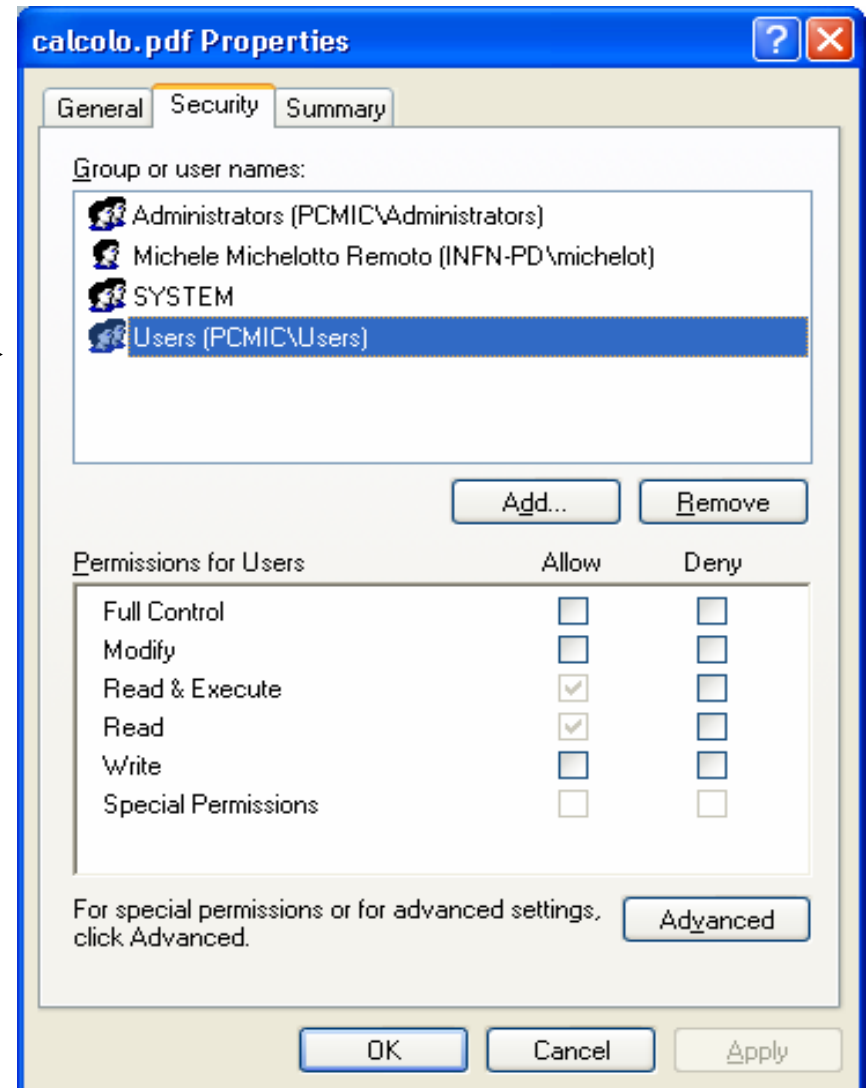 calcolo.pdf Properties
General Security Summary
Group or user names:
Administrators (PCMIC\Administrators)
Michele Michelotto Remoto (INFN-PD\michelot)
SYSTEM
Users (PCMIC\Users)
Add... Remove
Permissions for Users Allow Deny
Full Control
Modify
Read & Execute
Read
Write
Special Permissions
For special permissions or for advanced settings,
click Advanced.
Advanced
OK Cancel Apply